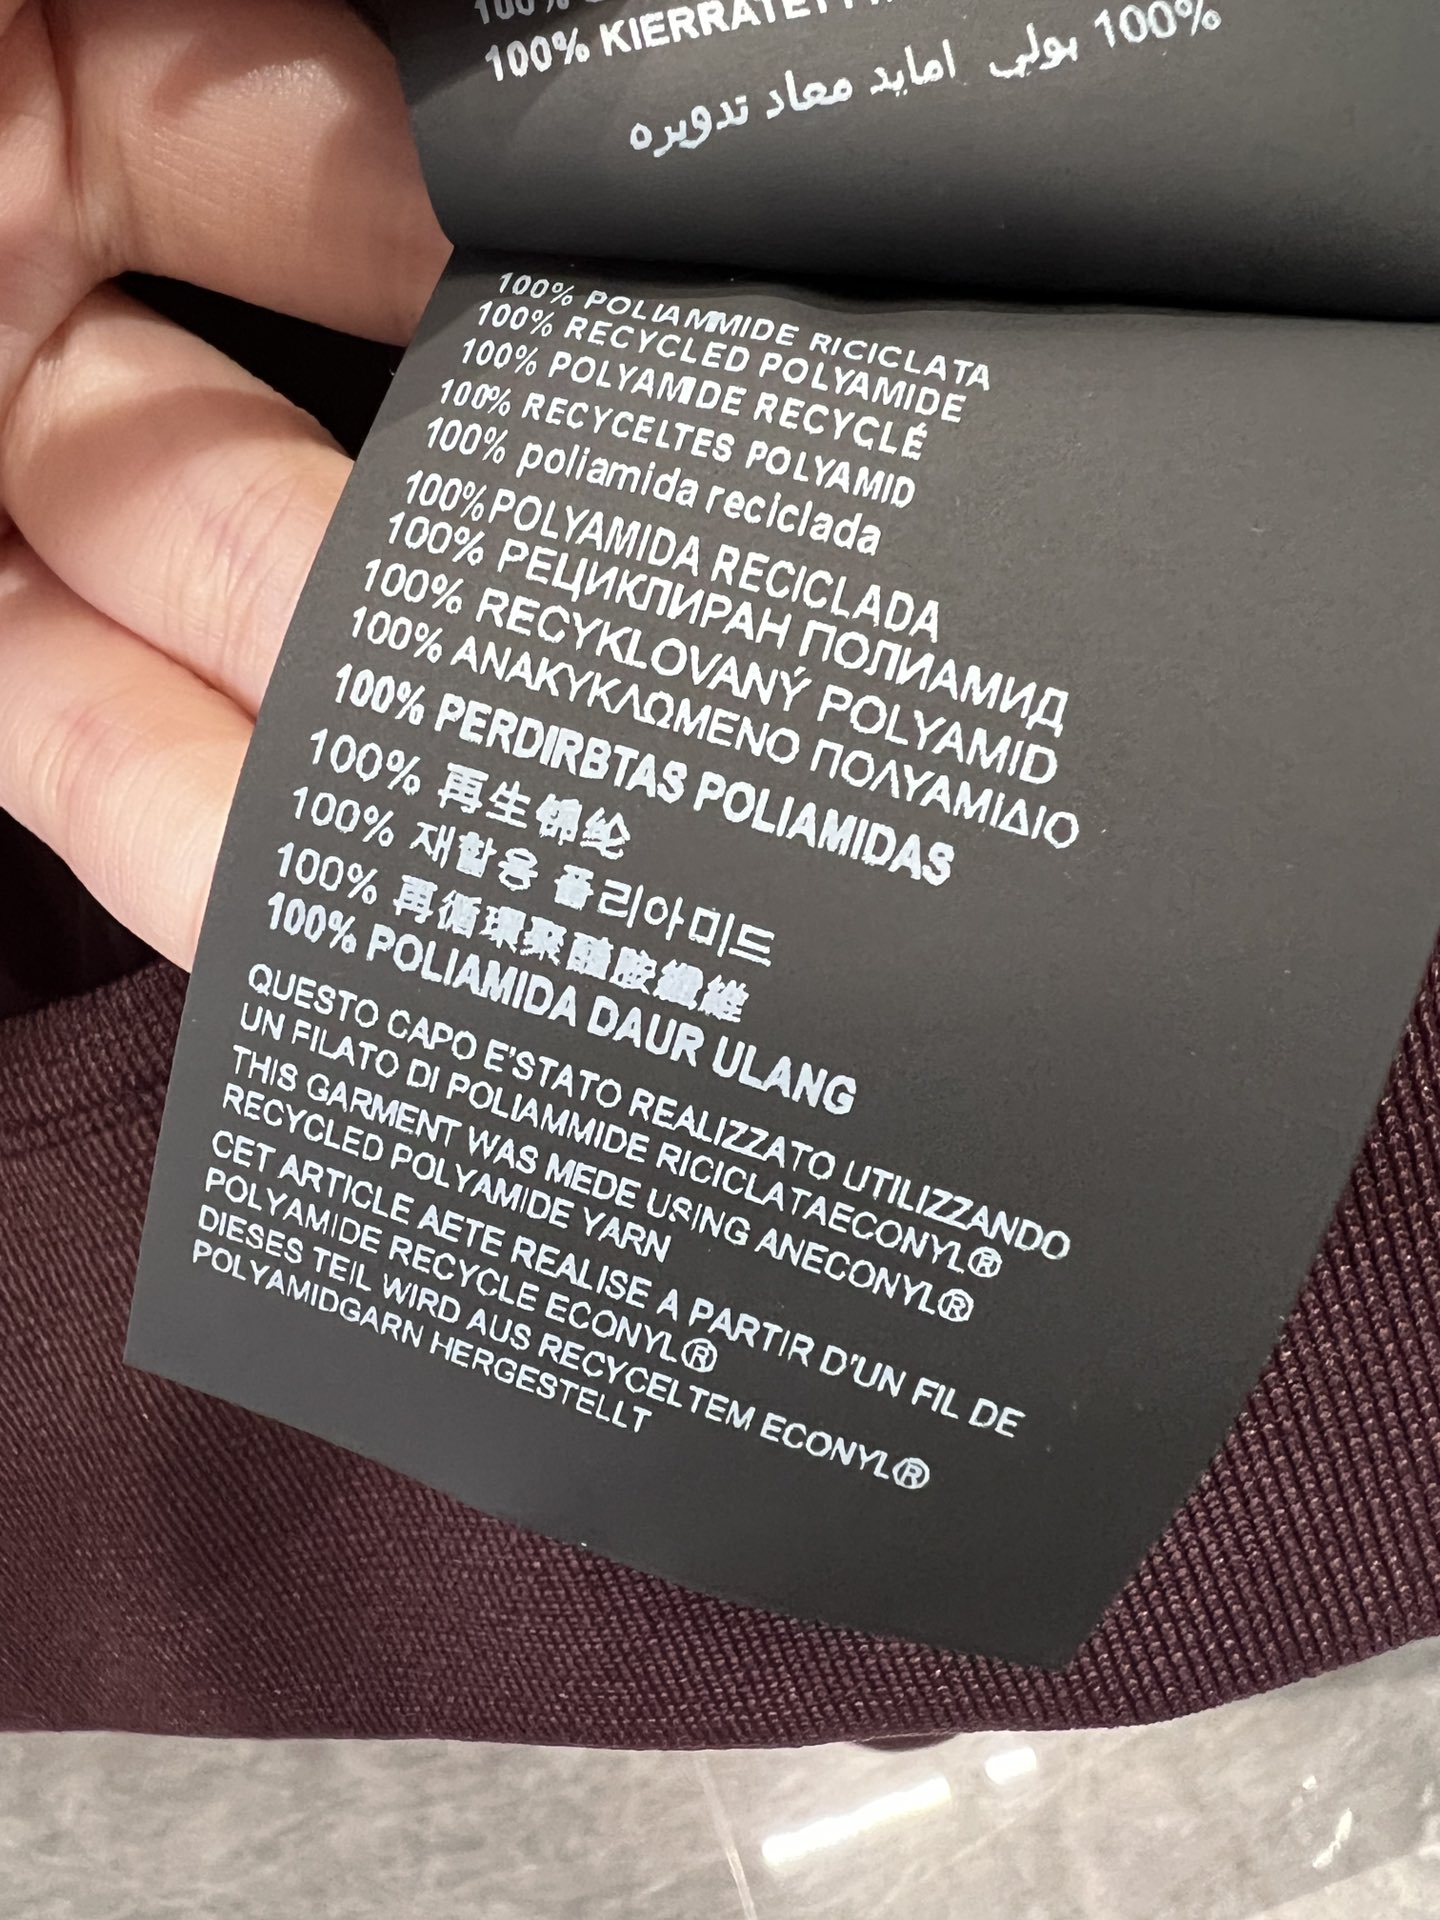 100%
100% KIERRÄTETTY
100% بولي اماید معاد تدویره
100% POLIAMMIDE RICICLATA
100% RECYCLED POLYAMIDE
100% POLYAMIDE RECYCLÉ
100% RECYCELTES POLYAMID
100% poliamida reciclada
100%POLYAMIDA RECICLADA
100% РЕЦИКЛИРАН ПОЛИАМИД
100% RECYKLOVANÝ POLYAMID
100% ΑΝΑΚΥΚΛΩΜΕΝΟ ΠΟΛΥΑΜΙΔΙΟ
100% PERDIRBTAS POLIAMIDAS
100% 再生锦纶
100% 재활용 폴리아미드
100% 再循環聚醯胺纖維
100% POLIAMIDA DAUR ULANG
QUESTO CAPO E'STATO REALIZZATO UTILIZZANDO
UN FILATO DI POLIAMMIDE RICICLATAECONYL®
THIS GARMENT WAS MEDE USING ANECONYL®
RECYCLED POLYAMIDE YARN
CET ARTICLE AETE REALISE A PARTIR D'UN FIL DE
POLYAMIDE RECYCLE ECONYL®
DIESES TEIL WIRD AUS RECYCELTEM ECONYL®
POLYAMIDGARN HERGESTELLT